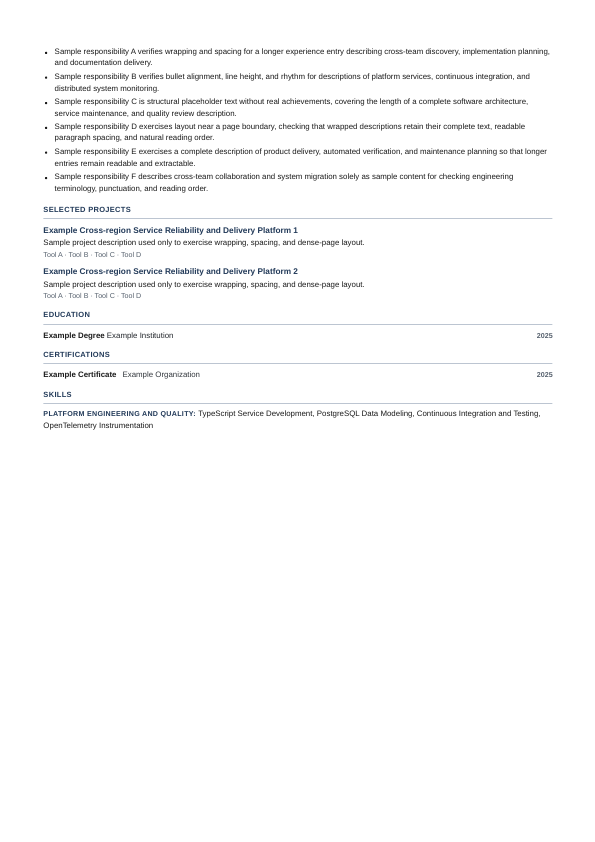 • Sample responsibility A verifies wrapping and spacing for a longer experience entry describing cross-team discovery, implementation planning,
and documentation delivery.
• Sample responsibility B verifies bullet alignment, line height, and rhythm for descriptions of platform services, continuous integration, and
distributed system monitoring.
• Sample responsibility C is structural placeholder text without real achievements, covering the length of a complete software architecture,
service maintenance, and quality review description.
• Sample responsibility D exercises layout near a page boundary, checking that wrapped descriptions retain their complete text, readable
paragraph spacing, and natural reading order.
• Sample responsibility E exercises a complete description of product delivery, automated verification, and maintenance planning so that longer
entries remain readable and extractable.
• Sample responsibility F describes cross-team collaboration and system migration solely as sample content for checking engineering
terminology, punctuation, and reading order.
SELECTED PROJECTS
Example Cross-region Service Reliability and Delivery Platform 1
Sample project description used only to exercise wrapping, spacing, and dense-page layout.
Tool A · Tool B · Tool C · Tool D
Example Cross-region Service Reliability and Delivery Platform 2
Sample project description used only to exercise wrapping, spacing, and dense-page layout.
Tool A · Tool B · Tool C · Tool D
EDUCATION
Example Degree Example Institution 2025
CERTIFICATIONS
Example Certificate Example Organization 2025
SKILLS
PLATFORM ENGINEERING AND QUALITY: TypeScript Service Development, PostgreSQL Data Modeling, Continuous Integration and Testing,
OpenTelemetry Instrumentation